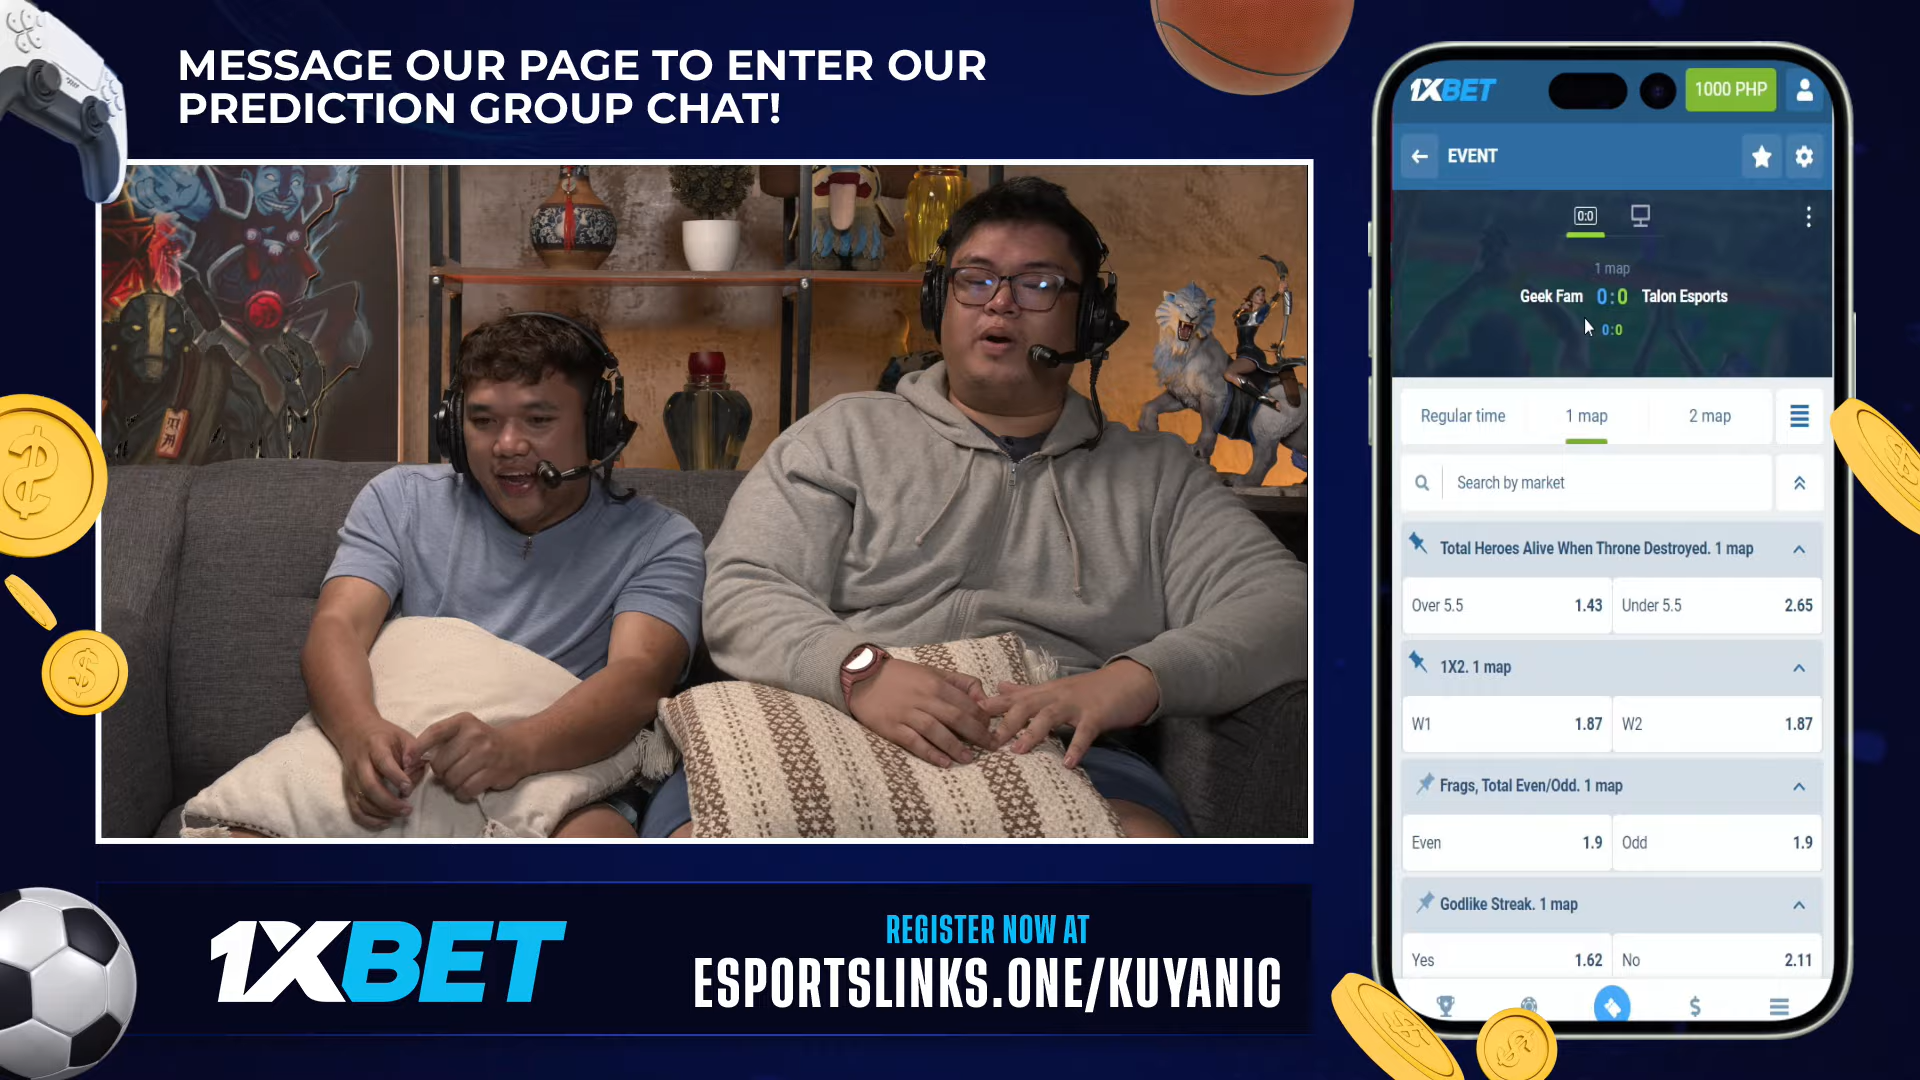 MESSAGE OUR PAGE TO ENTER OUR
PREDICTION GROUP CHAT!
1XBET
1000 PHP
EVENT
0:0
1 map
Geek Fam 0:0 Talon Esports
0:0
Regular time 1 map 2 map
Search by market
Total Heroes Alive When Throne Destroyed. 1 map
Over 5.5 1.43 Under 5.5 2.65
1X2. 1 map
W1 1.87 W2 1.87
Frags, Total Even/Odd. 1 map
Even 1.9 Odd 1.9
Godlike Streak. 1 map
Yes 1.62 No 2.11
1XBET
REGISTER NOW AT
ESPORTSLINKS.ONE/KUYANIC